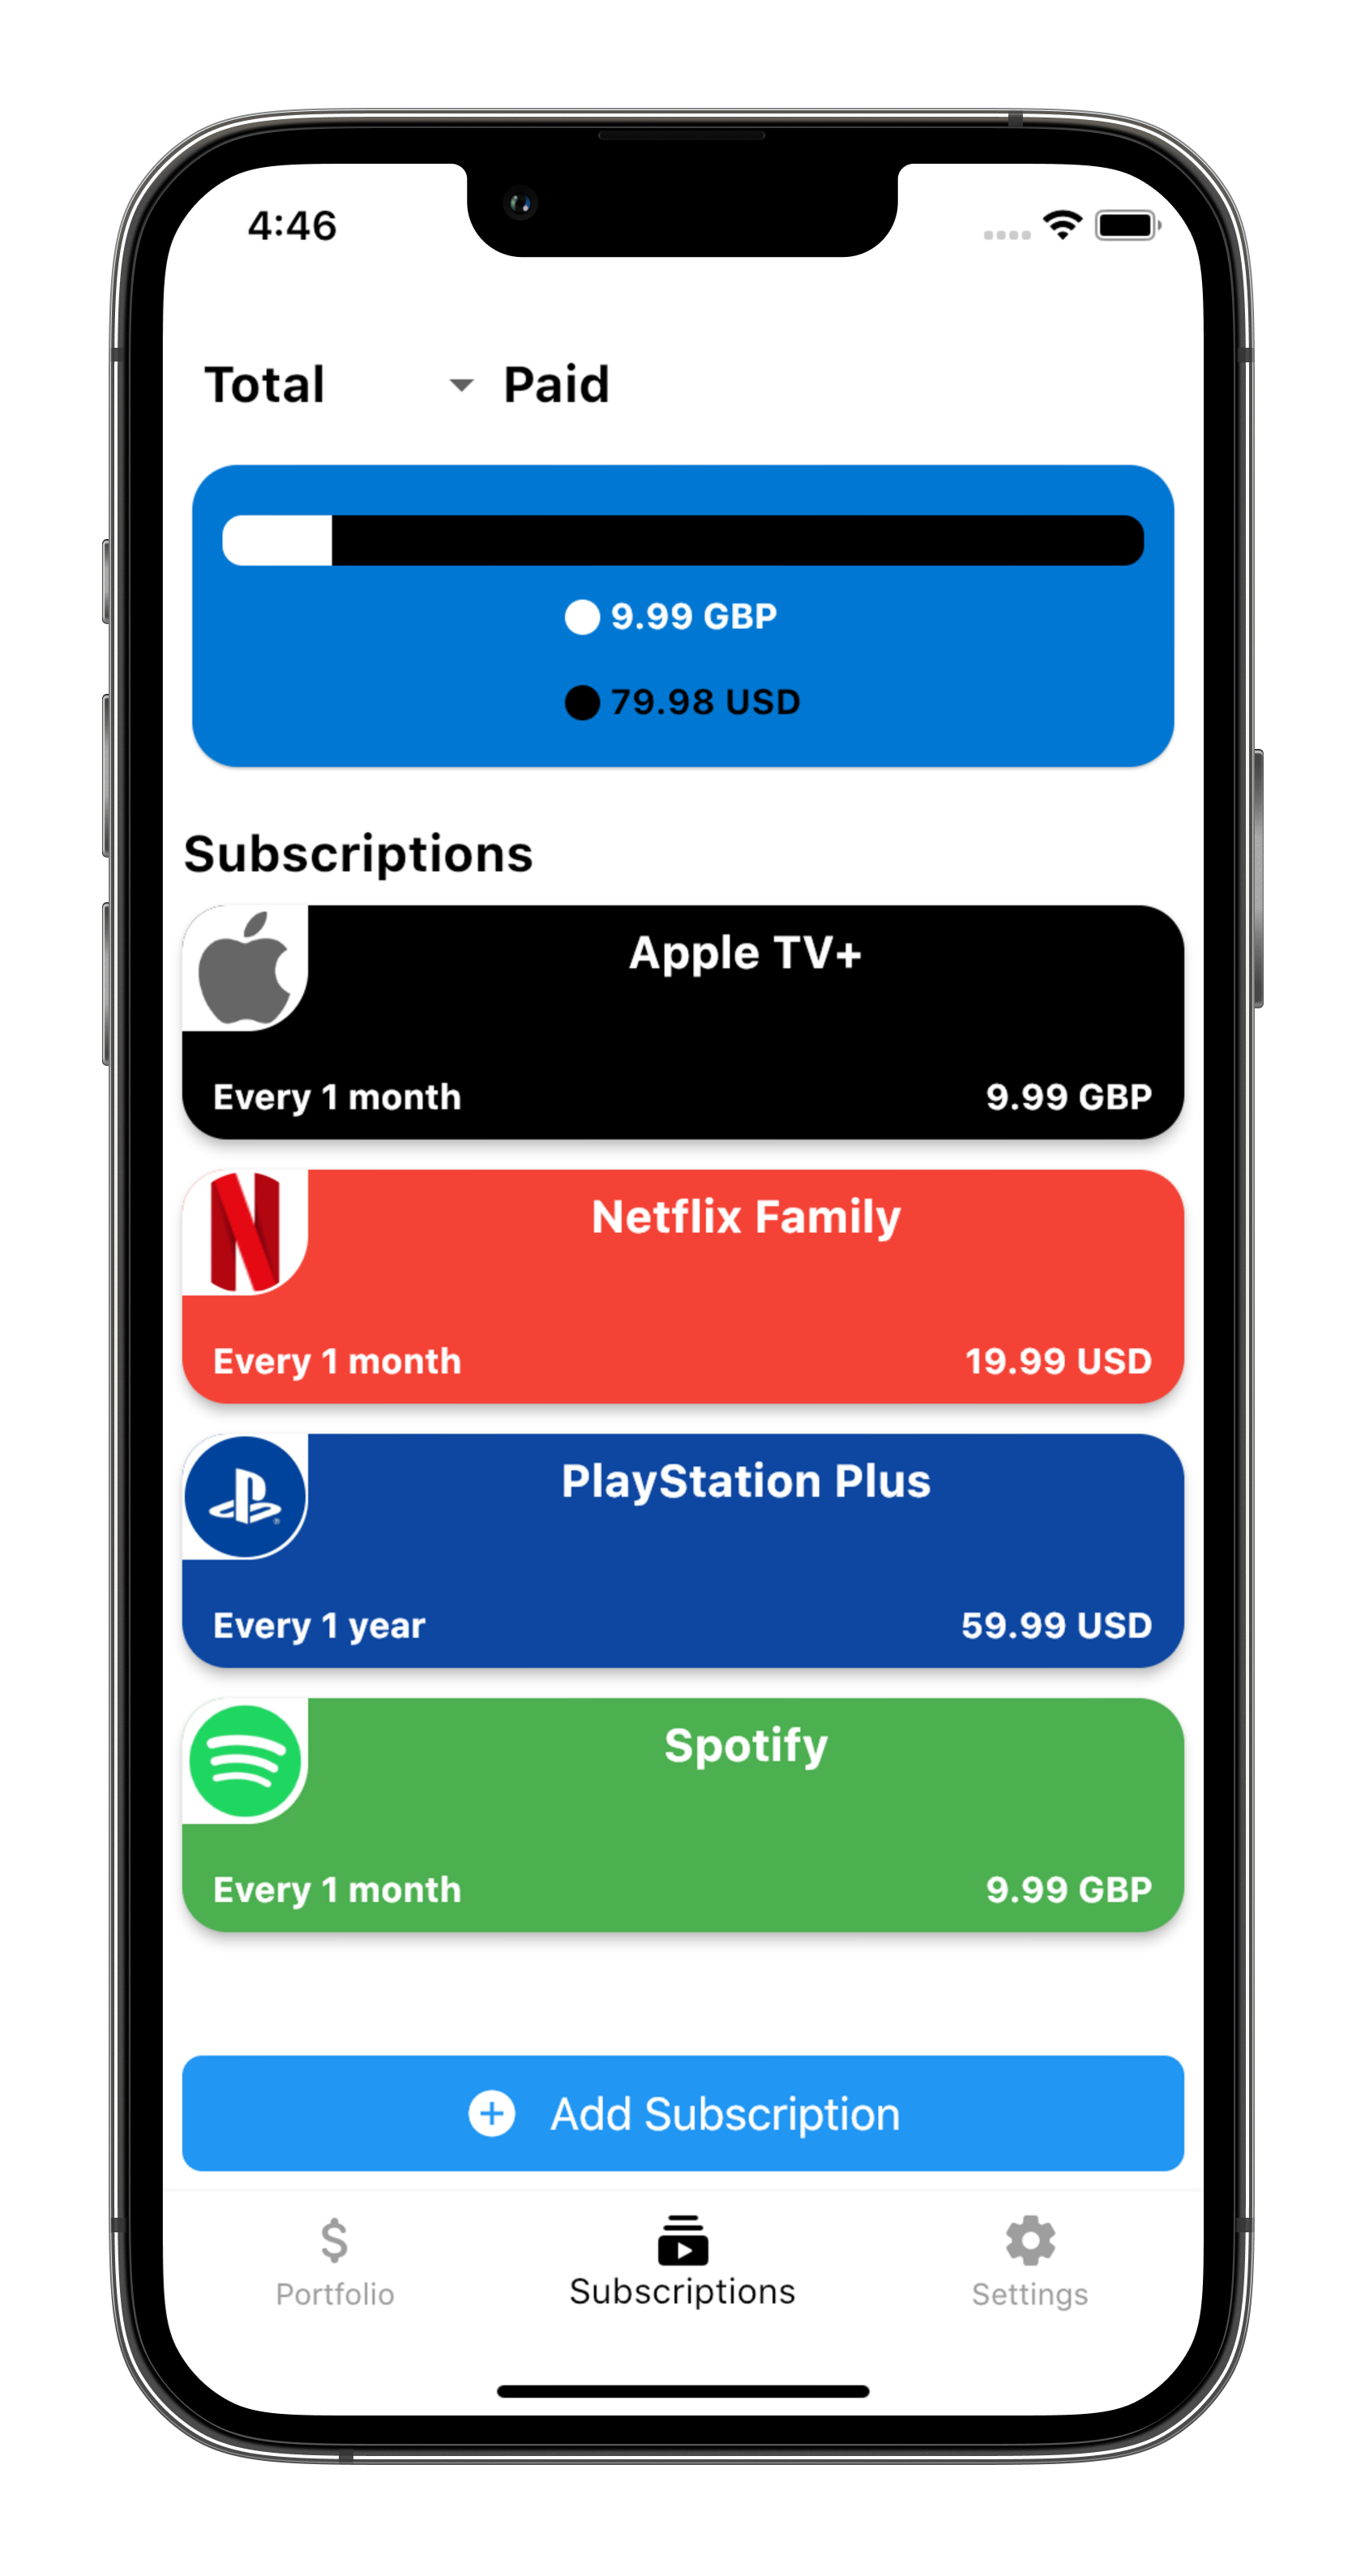 4:46
Total Paid
9.99 GBP
79.98 USD
Subscriptions
Apple TV+
Every 1 month 9.99 GBP
Netflix Family
Every 1 month 19.99 USD
PlayStation Plus
Every 1 year 59.99 USD
Spotify
Every 1 month 9.99 GBP
Add Subscription
$
Portfolio Subscriptions Settings